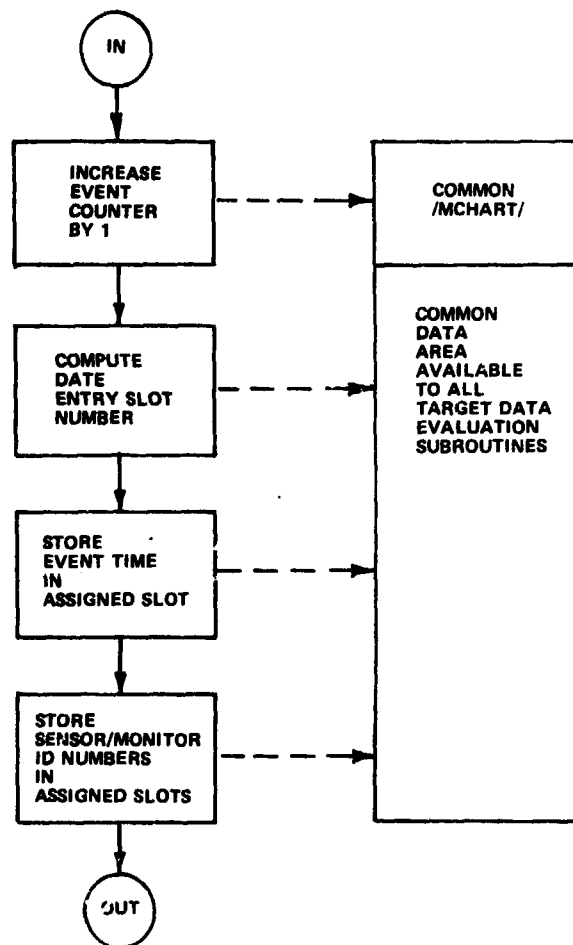 IN
INCREASE
EVENT
COUNTER
BY 1
COMMON
/MCHART/
COMPUTE
DATE
ENTRY SLOT
NUMBER
COMMON
DATA
AREA
AVAILABLE
TO ALL
TARGET DATA
EVALUATION
SUBROUTINES
STORE
EVENT TIME
IN
ASSIGNED SLOT
STORE
SENSOR/MONITOR
ID NUMBERS
IN
ASSIGNED SLOTS
OUT